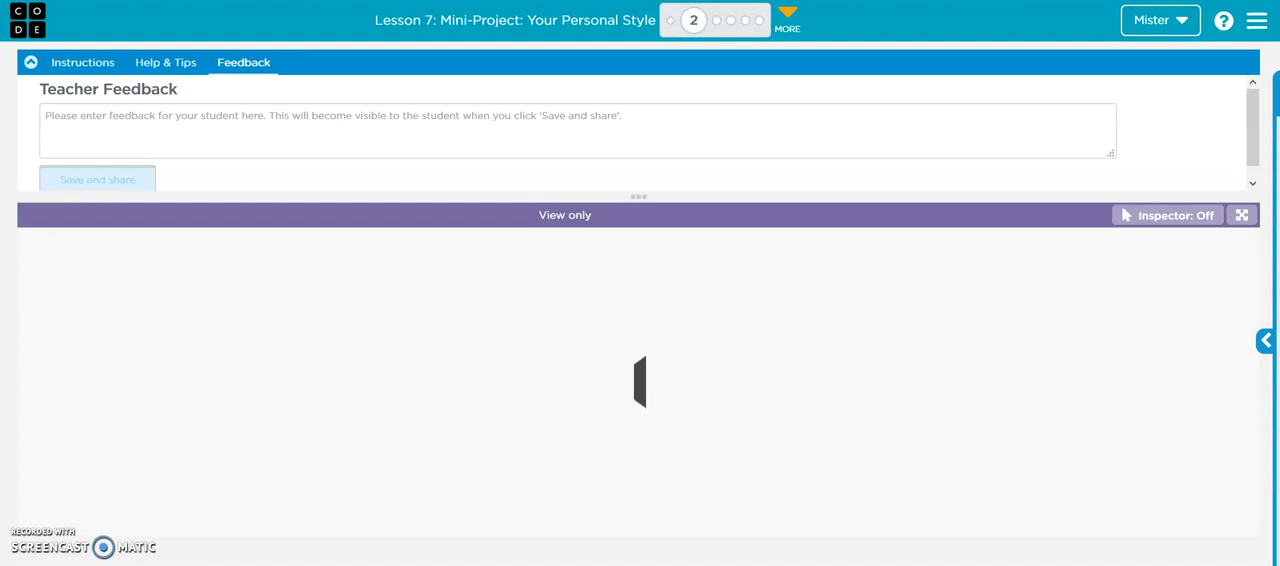 CODE
Lesson 7: Mini-Project: Your Personal Style
2
MORE
Mister
?
Instructions
Help & Tips
Feedback
Teacher Feedback
Please enter feedback for your student here. This will become visible to the student when you click 'Save and share'.
Save and share
View only
Inspector: Off
RECORDED WITH
SCREENCAST MATIC